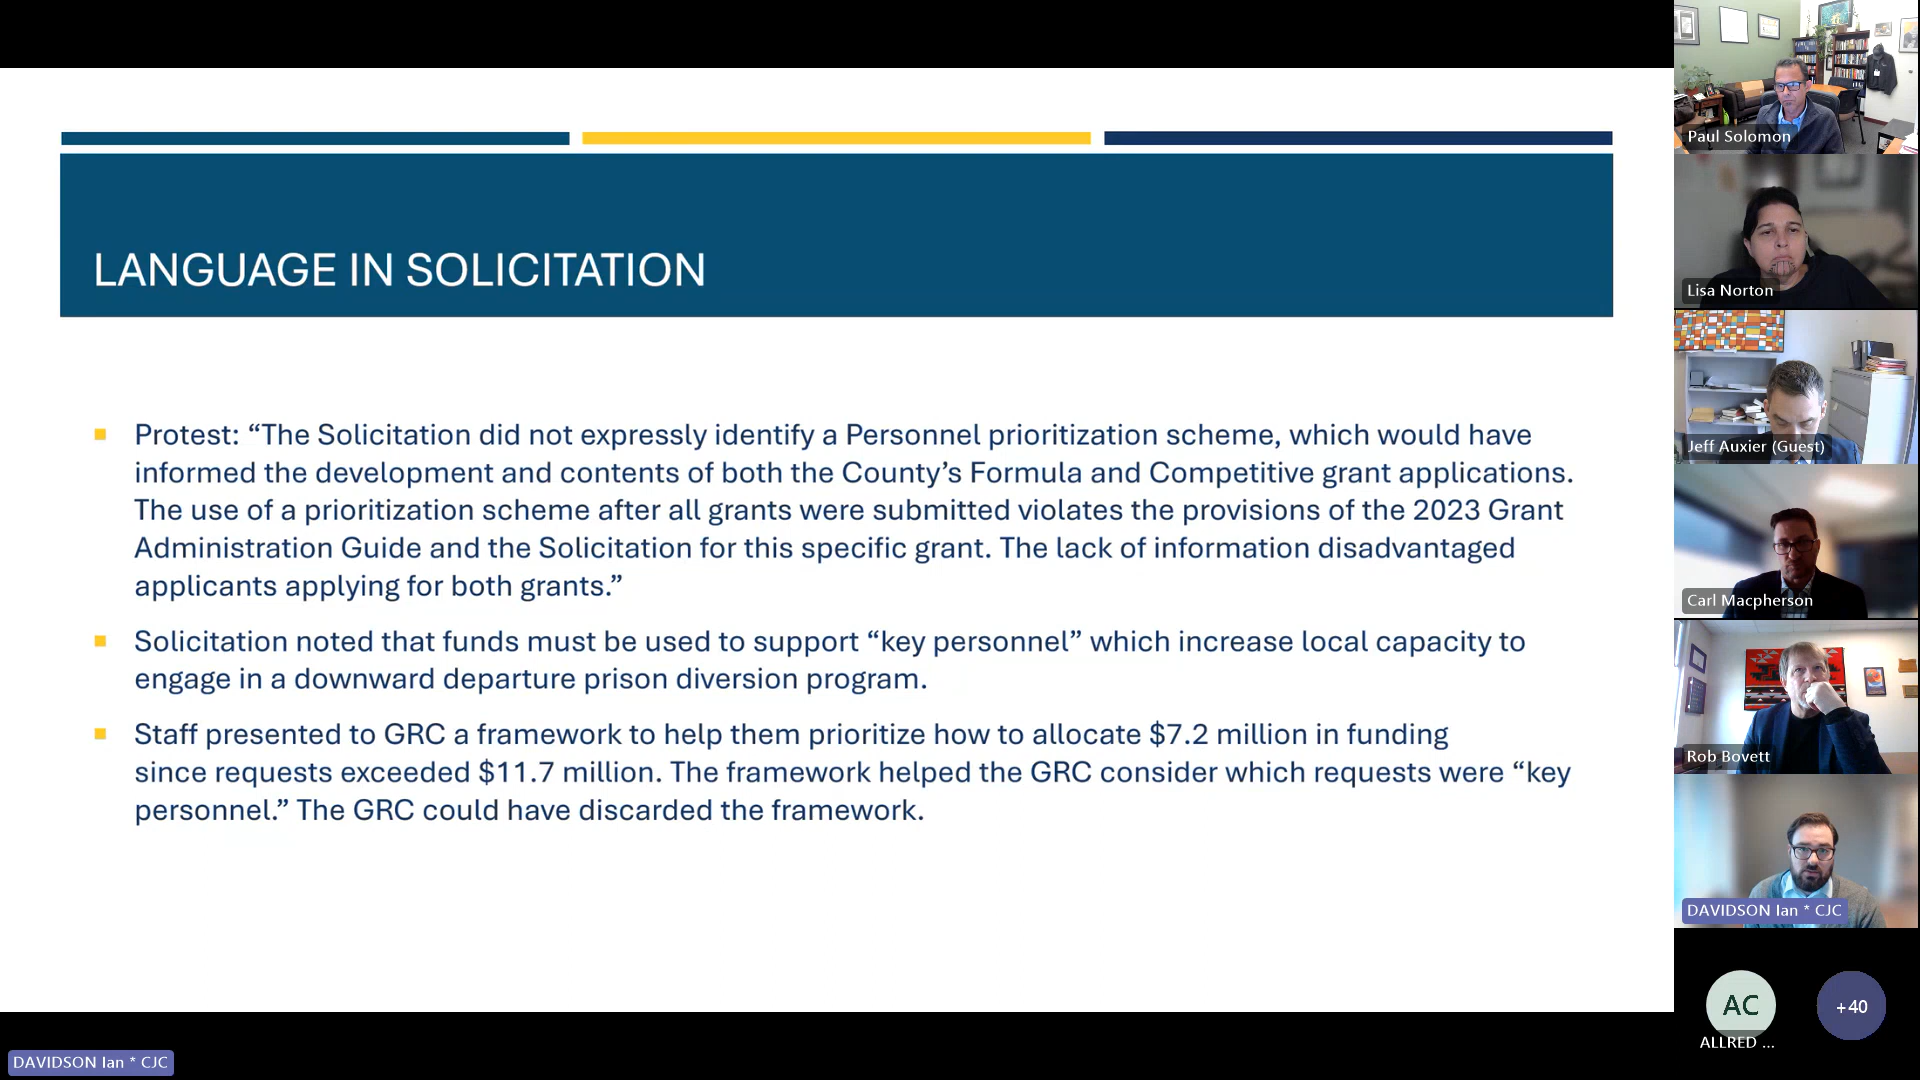 LANGUAGE IN SOLICITATION
Protest: “The Solicitation did not expressly identify a Personnel prioritization scheme, which would have
informed the development and contents of both the County’s Formula and Competitive grant applications.
The use of a prioritization scheme after all grants were submitted violates the provisions of the 2023 Grant
Administration Guide and the Solicitation for this specific grant. The lack of information disadvantaged
applicants applying for both grants.”
Solicitation noted that funds must be used to support “key personnel” which increase local capacity to
engage in a downward departure prison diversion program.
Staff presented to GRC a framework to help them prioritize how to allocate $7.2 million in funding
since requests exceeded $11.7 million. The framework helped the GRC consider which requests were “key
personnel.” The GRC could have discarded the framework.
Paul Solomon
Lisa Norton
Jeff Auxier (Guest)
Carl Macpherson
Rob Bovett
DAVIDSON Ian * CJC
AC
+40
ALLRED ...
DAVIDSON Ian * CJC